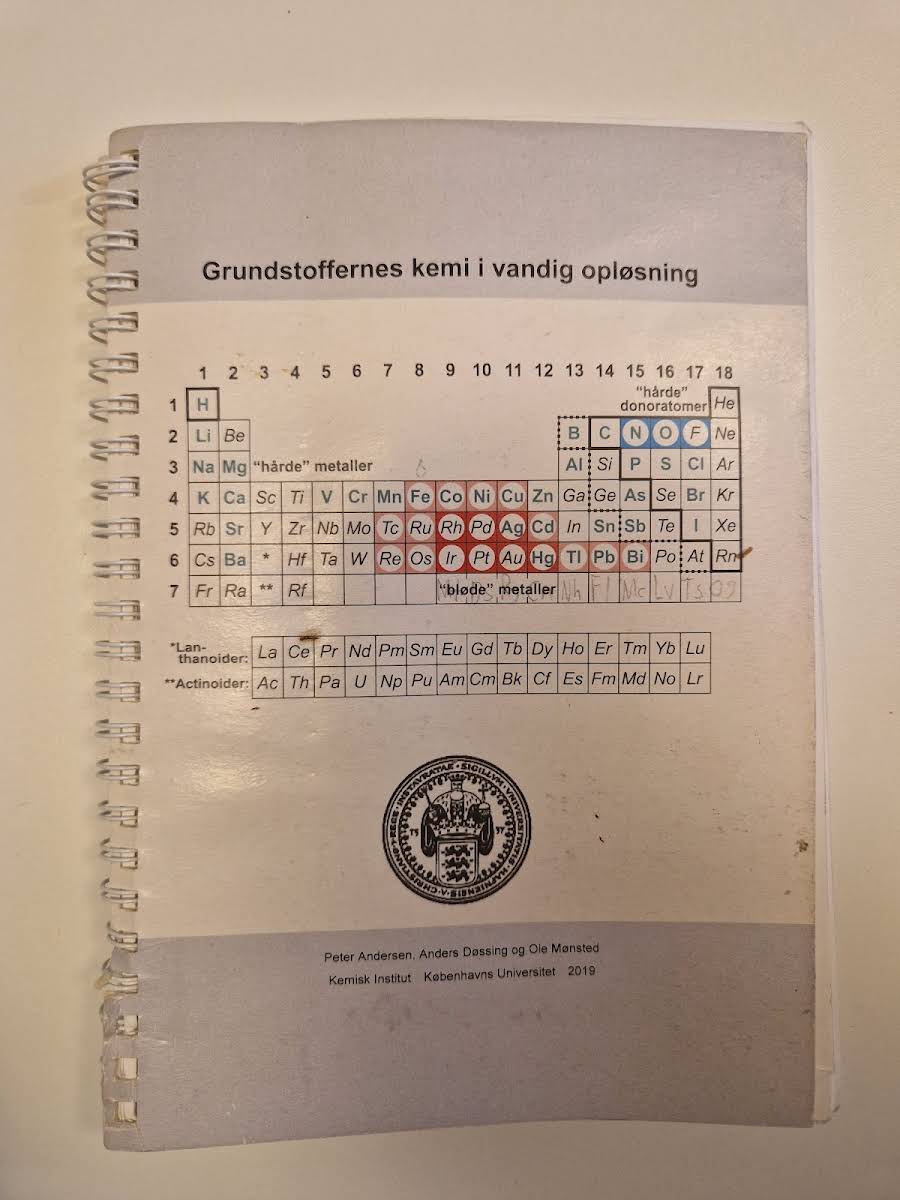 Grundstoffernes kemi i vandig opløsning
1 2 3 4 5 6 7 8 9 10 11 12 13 14 15 16 17 18
"hårde"
1 H donoratomer He
2 Li Be B C N O F Ne
3 Na Mg "hårde" metaller Al Si P S Cl Ar
4 K Ca Sc Ti V Cr Mn Fe Co Ni Cu Zn Ga Ge As Se Br Kr
5 Rb Sr Y Zr Nb Mo Tc Ru Rh Pd Ag Cd In Sn Sb Te I Xe
6 Cs Ba * Hf Ta W Re Os Ir Pt Au Hg Tl Pb Bi Po At Rn
7 Fr Ra ** Rf "bløde" metaller Nh Fl Mc Lv Ts Og
*Lan-
thanoider: La Ce Pr Nd Pm Sm Eu Gd Tb Dy Ho Er Tm Yb Lu
**Actinoider: Ac Th Pa U Np Pu Am Cm Bk Cf Es Fm Md No Lr
SIGILLVM · VNIVERSITATIS · HAFNIENSIS · A · CHRISTIANO · I · REGE · INSTAVRATAE
Peter Andersen, Anders Døssing og Ole Mønsted
Kemisk Institut Københavns Universitet 2019